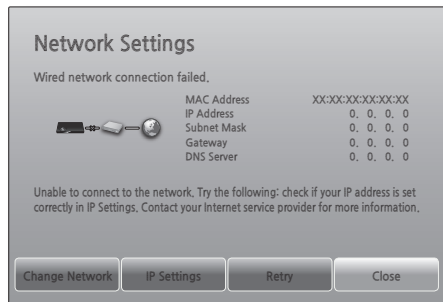 Network Settings
Wired network connection failed.
MAC Address XX:XX:XX:XX:XX:XX
IP Address 0. 0. 0. 0
Subnet Mask 0. 0. 0. 0
Gateway 0. 0. 0. 0
DNS Server 0. 0. 0. 0
Unable to connect to the network. Try the following: check if your IP address is set
correctly in IP Settings. Contact your Internet service provider for more information.
Change Network IP Settings Retry Close